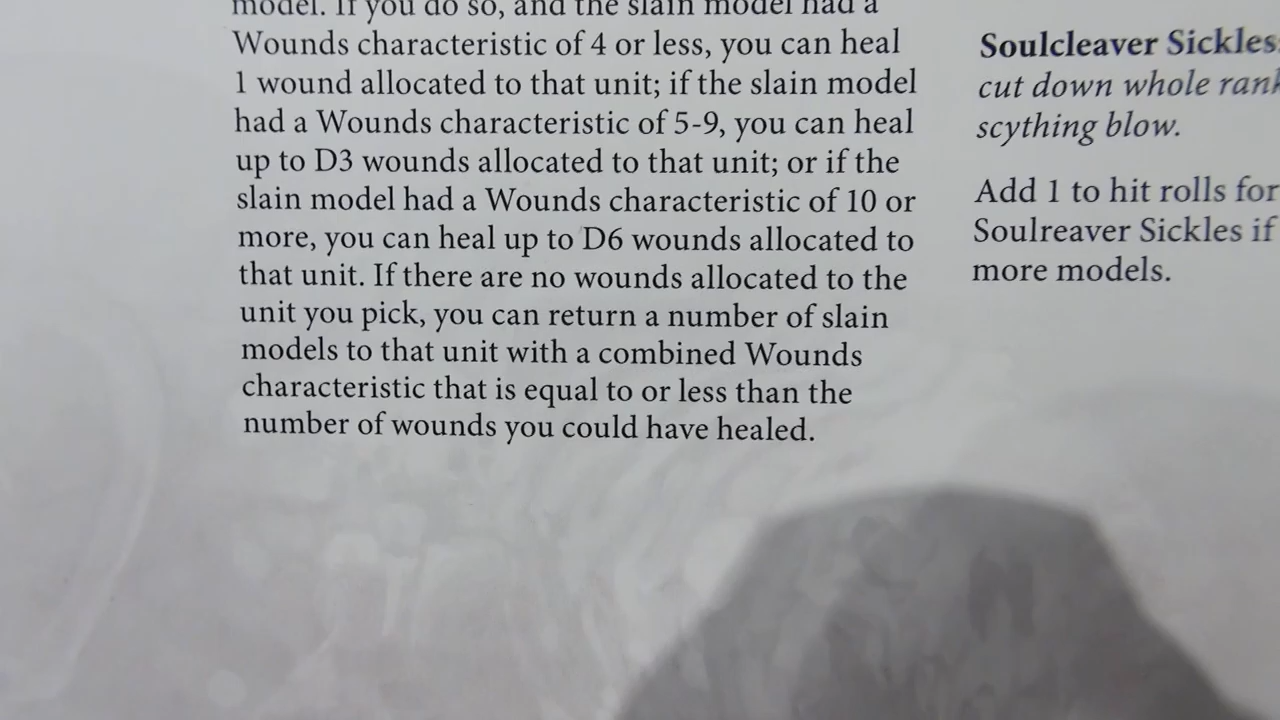 model. If you do so, and the slain model had a
Wounds characteristic of 4 or less, you can heal
1 wound allocated to that unit; if the slain model
had a Wounds characteristic of 5-9, you can heal
up to D3 wounds allocated to that unit; or if the
slain model had a Wounds characteristic of 10 or
more, you can heal up to D6 wounds allocated to
that unit. If there are no wounds allocated to the
unit you pick, you can return a number of slain
models to that unit with a combined Wounds
characteristic that is equal to or less than the
number of wounds you could have healed.
Soulcleaver Sickles
cut down whole
scything blow.
Add 1 to hit rolls for
Soulreaver Sickles if
more models.